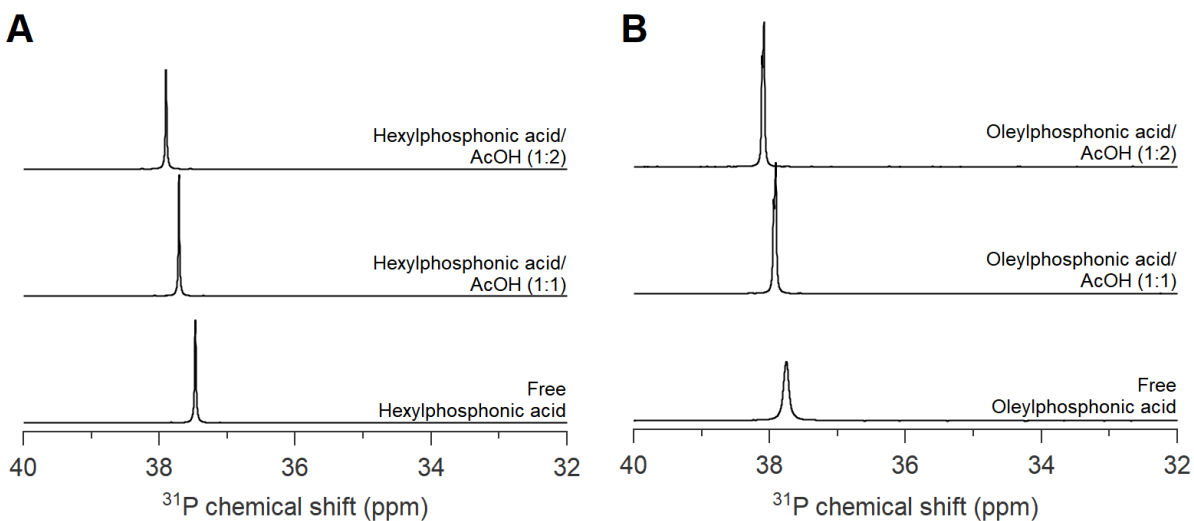 A
Hexylphosphonic acid/
AcOH (1:2)
Hexylphosphonic acid/
AcOH (1:1)
Free
Hexylphosphonic acid
40 38 36 34 32
31P chemical shift (ppm)
B
Oleylphosphonic acid/
AcOH (1:2)
Oleylphosphonic acid/
AcOH (1:1)
Free
Oleylphosphonic acid
40 38 36 34 32
31P chemical shift (ppm)